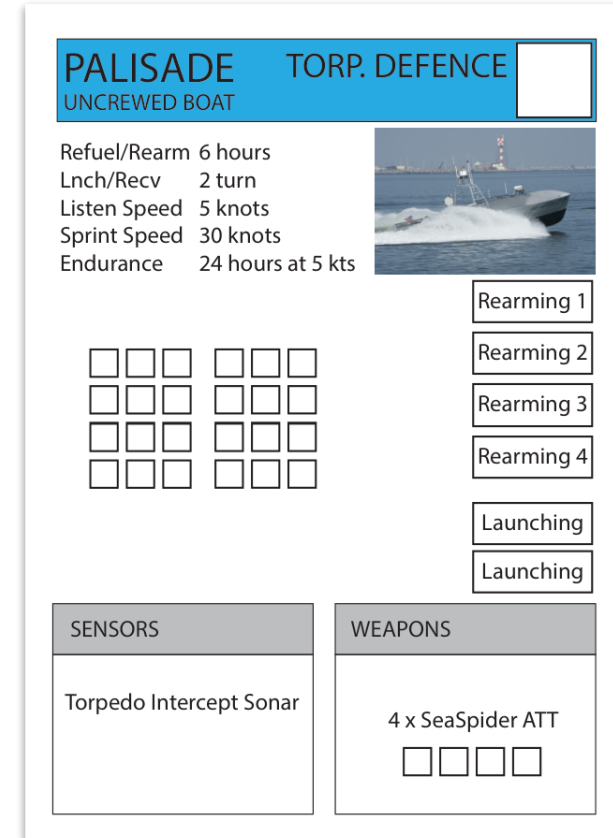 PALISADE
TORP. DEFENCE
UNCREWED BOAT
Refuel/Rearm 6 hours
Lnch/Recv 2 turn
Listen Speed 5 knots
Sprint Speed 30 knots
Endurance 24 hours at 5 kts
Rearming 1
Rearming 2
Rearming 3
Rearming 4
Launching
Launching
SENSORS
Torpedo Intercept Sonar
WEAPONS
4 x SeaSpider ATT